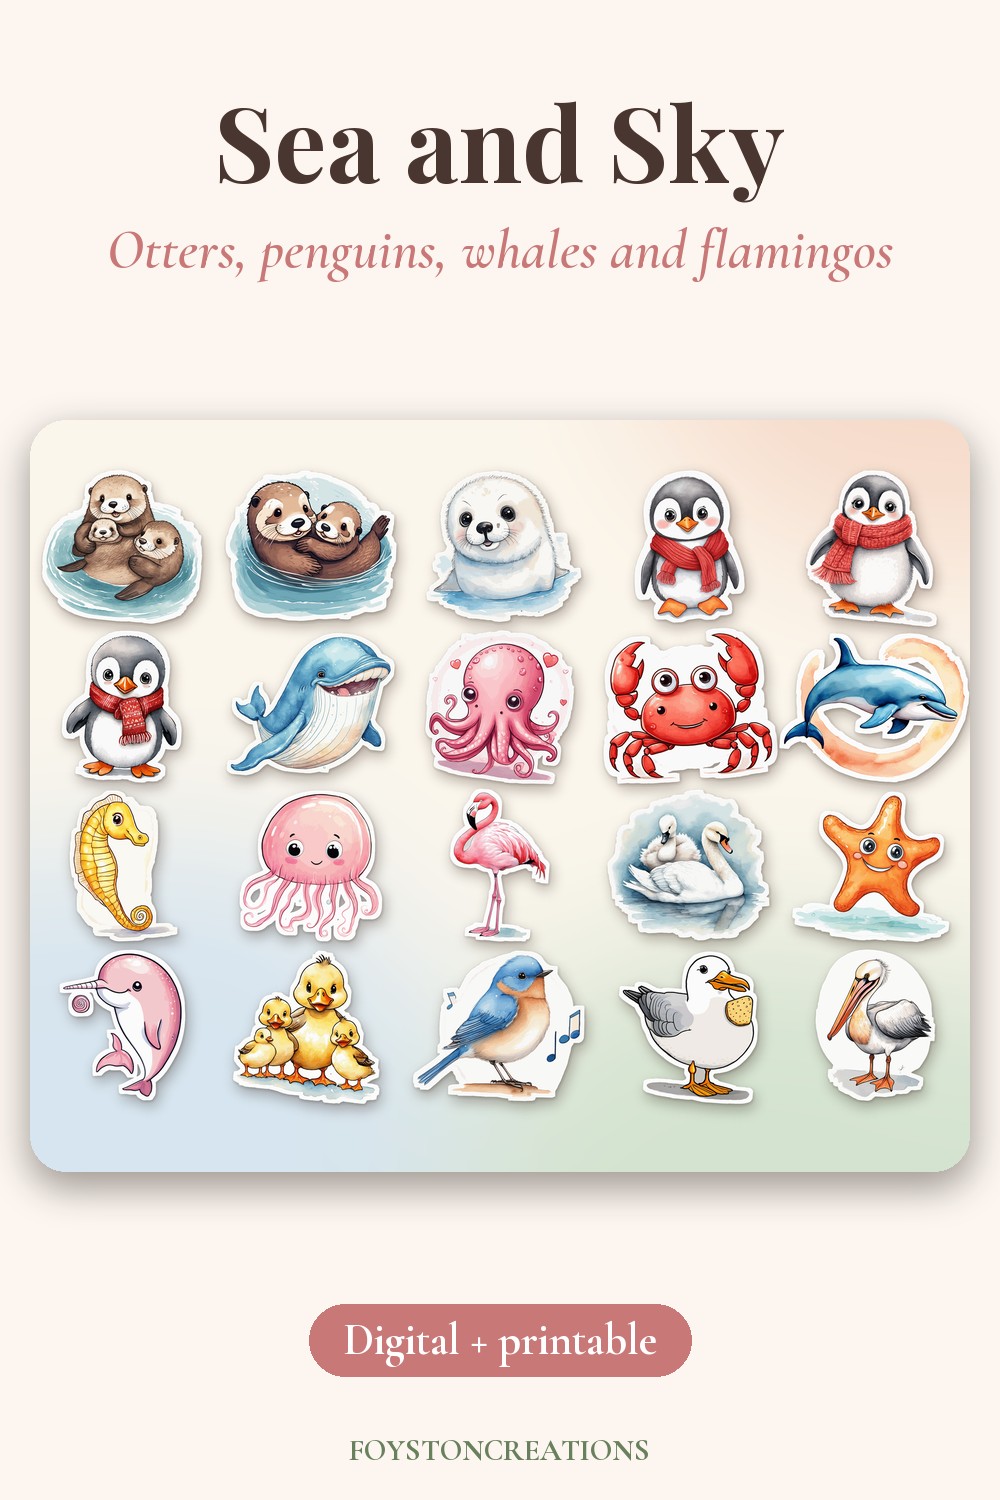 Sea and Sky
Otters, penguins, whales and flamingos
Digital + printable
FOYSTONCREATIONS